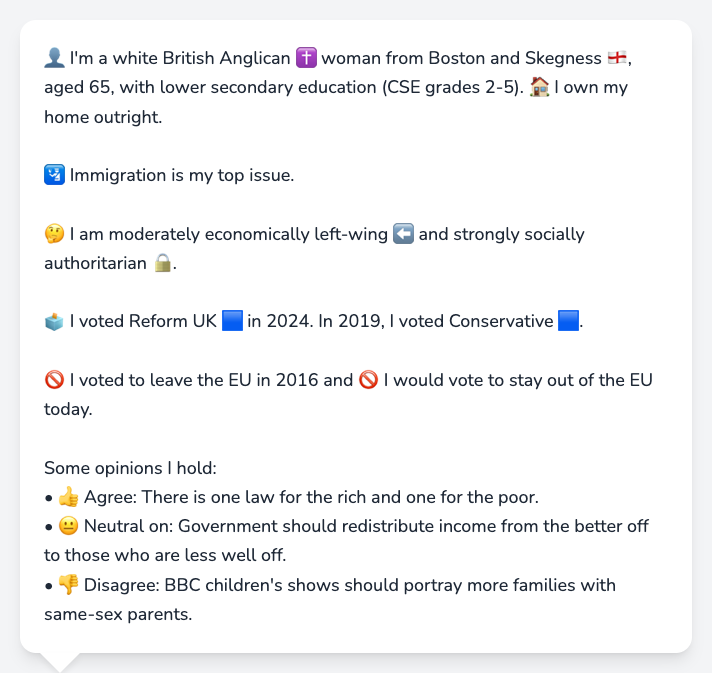 👤 I'm a white British Anglican ✝️ woman from Boston and Skegness 🏴󠁧󠁢󠁥󠁮󠁧󠁿,
aged 65, with lower secondary education (CSE grades 2-5). 🏠 I own my
home outright.
🛂 Immigration is my top issue.
🤔 I am moderately economically left-wing ⬅️ and strongly socially
authoritarian 🔒.
🗳️ I voted Reform UK 🟦 in 2024. In 2019, I voted Conservative 🟦.
🚫 I voted to leave the EU in 2016 and 🚫 I would vote to stay out of the EU
today.
Some opinions I hold:
• 👍 Agree: There is one law for the rich and one for the poor.
• 😐 Neutral on: Government should redistribute income from the better off
to those who are less well off.
• 👎 Disagree: BBC children's shows should portray more families with
same-sex parents.